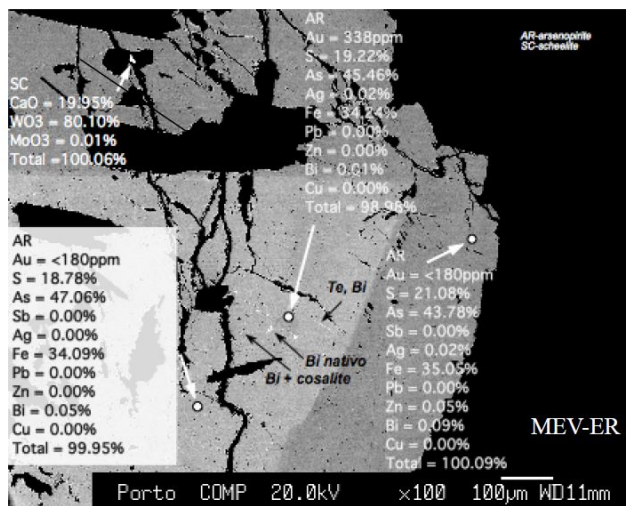 AR
Au = 338ppm
S = 19.22%
As = 45.46%
Ag = 0.02%
Fe = 34.24%
Pb = 0.00%
Zn = 0.00%
Bi = 0.01%
Cu = 0.00%
Total = 98.98%
AR-arsenopirite
SC-scheelite
SC
CaO = 19.95%
WO3 = 80.10%
MoO3 = 0.01%
Total =100.06%
AR
Au = <180ppm
S = 18.78%
As = 47.06%
Sb = 0.00%
Ag = 0.00%
Fe = 34.09%
Pb = 0.00%
Zn = 0.00%
Bi = 0.05%
Cu = 0.00%
Total = 99.95%
Te, Bi
Bi nativo
Bi + cosalite
AR
Au = <180ppm
S = 21.08%
As = 43.78%
Sb = 0.00%
Ag = 0.02%
Fe = 35.05%
Pb = 0.00%
Zn = 0.05%
Bi = 0.09%
Cu = 0.00%
Total = 100.09%
MEV-ER
Porto COMP 20.0kV ×100 100µm WD11mm